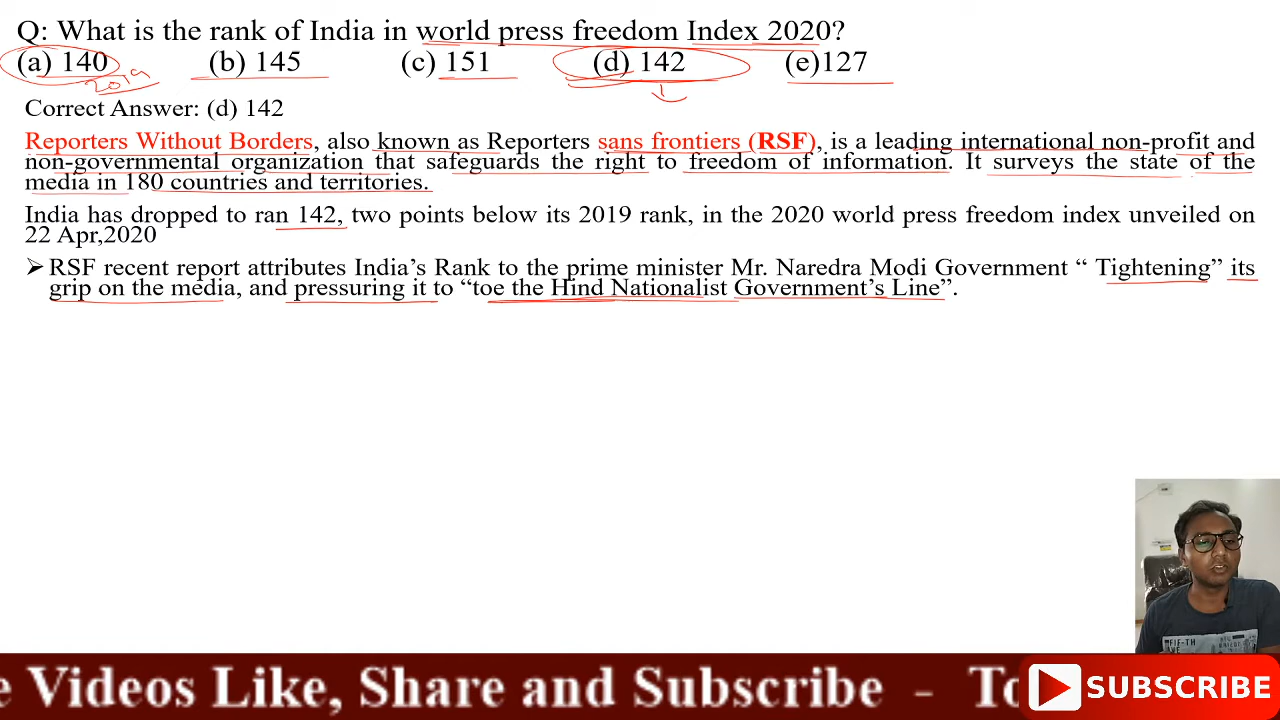 Q: What is the rank of India in world press freedom Index 2020?
(a) 140 (b) 145 (c) 151 (d) 142 (e)127
2019
Correct Answer: (d) 142
Reporters Without Borders, also known as Reporters sans frontiers (RSF), is a leading international non-profit and
non-governmental organization that safeguards the right to freedom of information. It surveys the state of the
media in 180 countries and territories.
India has dropped to ran 142, two points below its 2019 rank, in the 2020 world press freedom index unveiled on
22 Apr,2020
➤ RSF recent report attributes India's Rank to the prime minister Mr. Naredra Modi Government “ Tightening” its
grip on the media, and pressuring it to “toe the Hind Nationalist Government's Line”.
FIF-TH
e Videos Like, Share and Subscribe - To
SUBSCRIBE